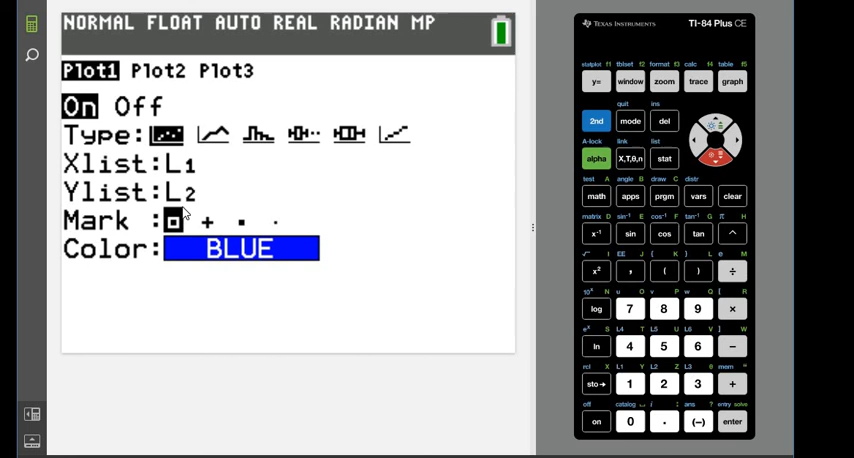 NORMAL FLOAT AUTO REAL RADIAN MP
Plot1 Plot2 Plot3
On Off
Type:
Xlist:L1
Ylist:L2
Mark :
Color: BLUE
TEXAS INSTRUMENTS TI-84 Plus CE
statplot f1 tblset f2 format f3 calc f4 table f5
y= window zoom trace graph
quit ins
2nd mode del
A-lock link list
alpha X,T,θ,n stat
test A angle B draw C distr
math apps prgm vars clear
matrix D sin⁻¹ E cos⁻¹ F tan⁻¹ G π H
x⁻¹ sin cos tan ^
√ I EE J { K } L e M
x² , ( ) ÷
10ˣ N u O v P w Q [ R
log 7 8 9 ×
eˣ S L4 T L5 U L6 V ] W
ln 4 5 6 −
rcl X L1 Y L2 Z L3 θ mem "
sto→ 1 2 3 +
off catalog i : ans ? entry solve
on 0 . (−) enter